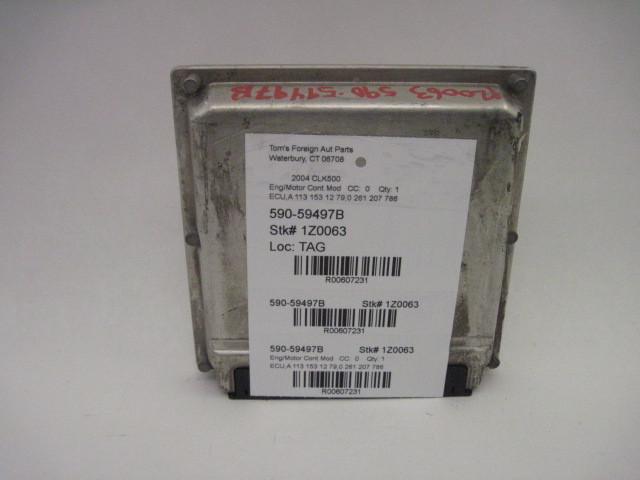 1Z0063 590-59497B
Tom's Foreign Aut Parts
Waterbury, CT 06708
2004 CLK500
Eng/Motor Cont Mod CC: 0 Qty: 1
ECU,A 113 153 12 79,0 261 207 786
590-59497B
Stk# 1Z0063
Loc: TAG
R00607231
590-59497B Stk# 1Z0063
R00607231
590-59497B Stk# 1Z0063
Eng/Motor Cont Mod CC: 0 Qty: 1
ECU,A 113 153 12 79,0 261 207 786
R00607231